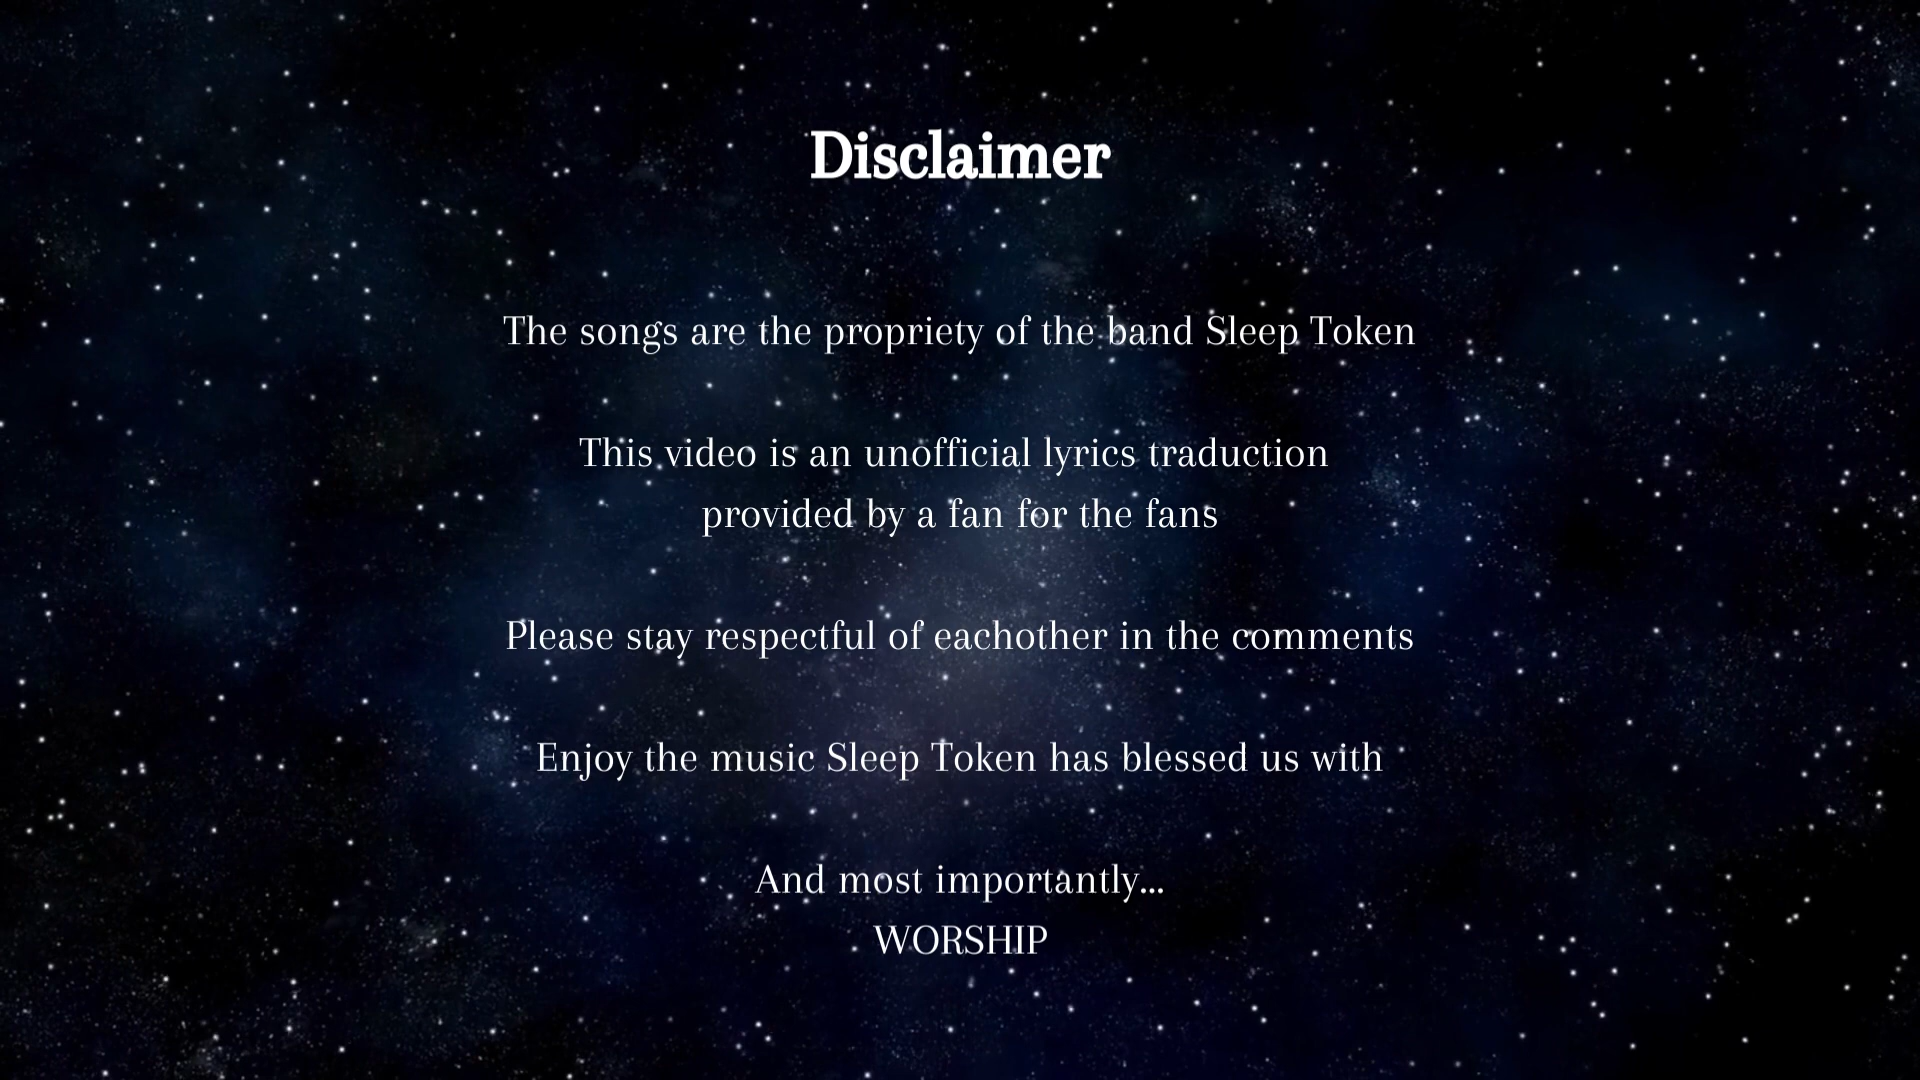 Disclaimer
The songs are the propriety of the band Sleep Token
This video is an unofficial lyrics traduction
provided by a fan for the fans
Please stay respectful of eachother in the comments
Enjoy the music Sleep Token has blessed us with
And most importantly...
WORSHIP